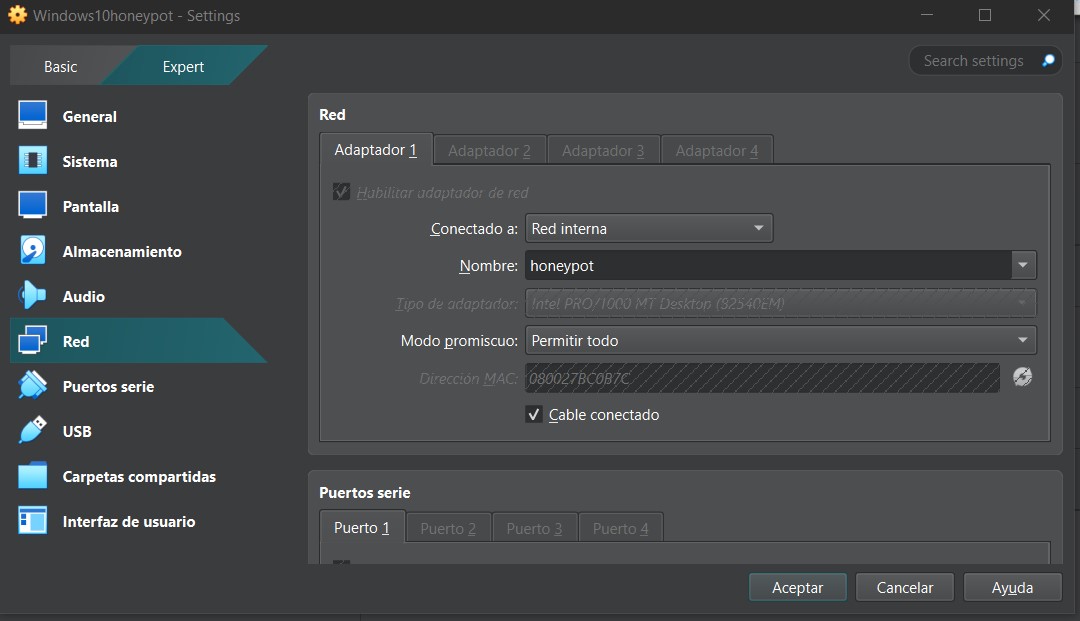 Windows10honeypot - Settings
Basic
Expert
Search settings
General
Sistema
Pantalla
Almacenamiento
Audio
Red
Puertos serie
USB
Carpetas compartidas
Interfaz de usuario
Red
Adaptador 1
Adaptador 2
Adaptador 3
Adaptador 4
Habilitar adaptador de red
Conectado a: Red interna
Nombre: honeypot
Tipo de adaptador: Intel PRO/1000 MT Desktop (82540EM)
Modo promiscuo: Permitir todo
Dirección MAC: 080027BC0B7C
Cable conectado
Puertos serie
Puerto 1
Puerto 2
Puerto 3
Puerto 4
Aceptar
Cancelar
Ayuda